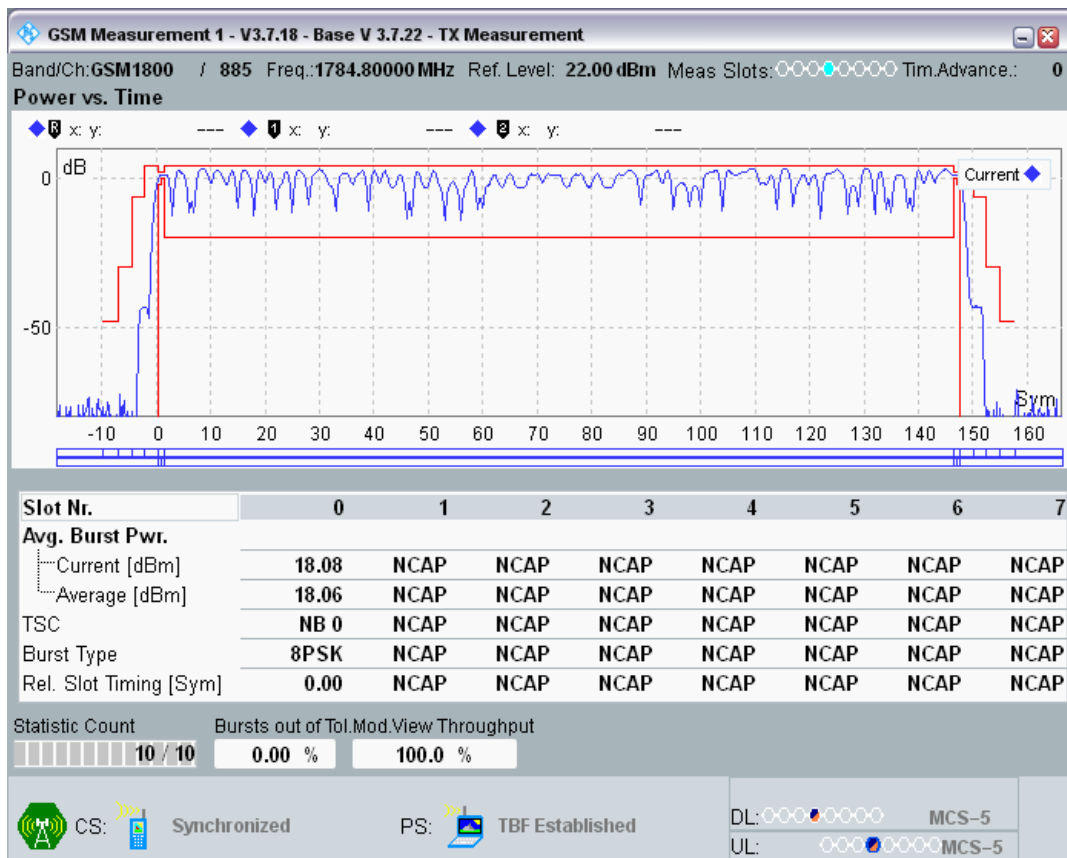 GSM Measurement 1 - V3.7.18 - Base V 3.7.22 - TX Measurement
Band/Ch:GSM1800 / 885 Freq.:1784.80000 MHz Ref. Level: 22.00 dBm Meas Slots: Tim.Advance.: 0
Power vs. Time
R x: y: --- 1 x: y: --- 2 x: y: ---
dB
0
Current
-50
Sym
-10 0 10 20 30 40 50 60 70 80 90 100 110 120 130 140 150 160
Slot Nr. 0 1 2 3 4 5 6 7
Avg. Burst Pwr.
Current [dBm] 18.08 NCAP NCAP NCAP NCAP NCAP NCAP NCAP
Average [dBm] 18.06 NCAP NCAP NCAP NCAP NCAP NCAP NCAP
TSC NB 0 NCAP NCAP NCAP NCAP NCAP NCAP NCAP
Burst Type 8PSK NCAP NCAP NCAP NCAP NCAP NCAP NCAP
Rel. Slot Timing [Sym] 0.00 NCAP NCAP NCAP NCAP NCAP NCAP NCAP
Statistic Count Bursts out of Tol.Mod.View Throughput
10 / 10 0.00 % 100.0 %
CS: Synchronized PS: TBF Established
DL: MCS-5
UL: MCS-5